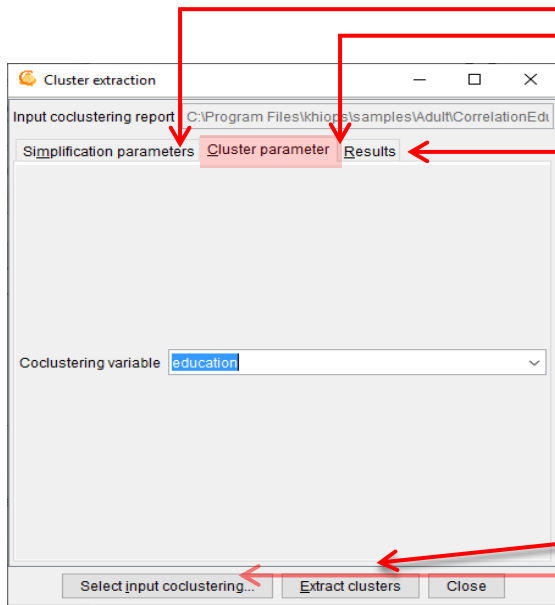 Cluster extraction
Input coclustering report C:\Program Files\khiops\samples\Adult\CorrelationEdu
Simplification parameters Cluster parameter Results
Coclustering variable education
Select input coclustering... Extract clusters Close